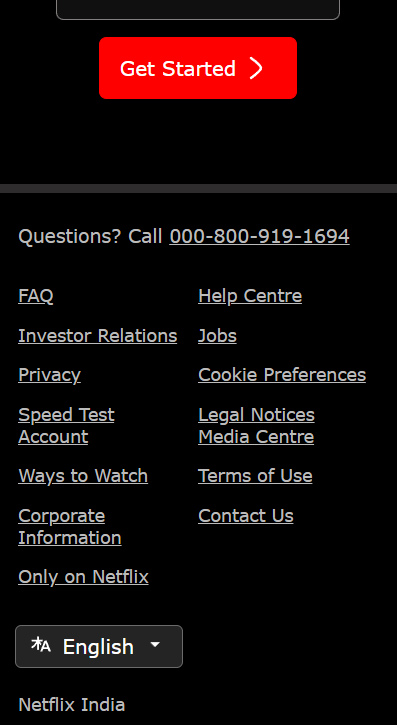 Get Started
Questions? Call 000-800-919-1694
FAQ
Help Centre
Investor Relations
Jobs
Privacy
Cookie Preferences
Speed Test
Legal Notices
Account
Media Centre
Ways to Watch
Terms of Use
Corporate
Information
Contact Us
Only on Netflix
English
Netflix India